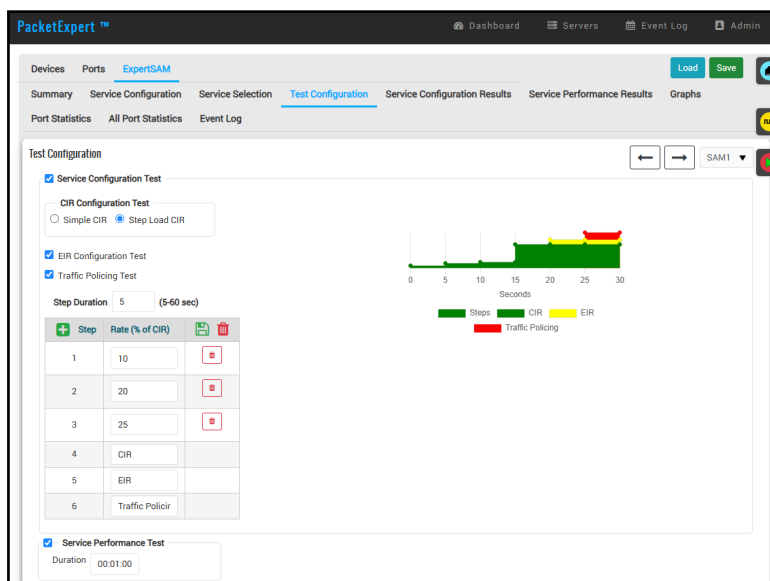 PacketExpert ™ Dashboard Servers Event Log Admin
Devices Ports ExpertSAM Load Save
Summary Service Configuration Service Selection Test Configuration Service Configuration Results Service Performance Results Graphs
Port Statistics All Port Statistics Event Log
Test Configuration
SAM1
Service Configuration Test
CIR Configuration Test
Simple CIR Step Load CIR
EIR Configuration Test
Traffic Policing Test
Step Duration 5 (5-60 sec)
Step Rate (% of CIR)
1 10
2 20
3 25
4 CIR
5 EIR
6 Traffic Policir
0 5 10 15 20 25 30
Seconds
Steps CIR EIR
Traffic Policing
Service Performance Test
Duration 00:01:00